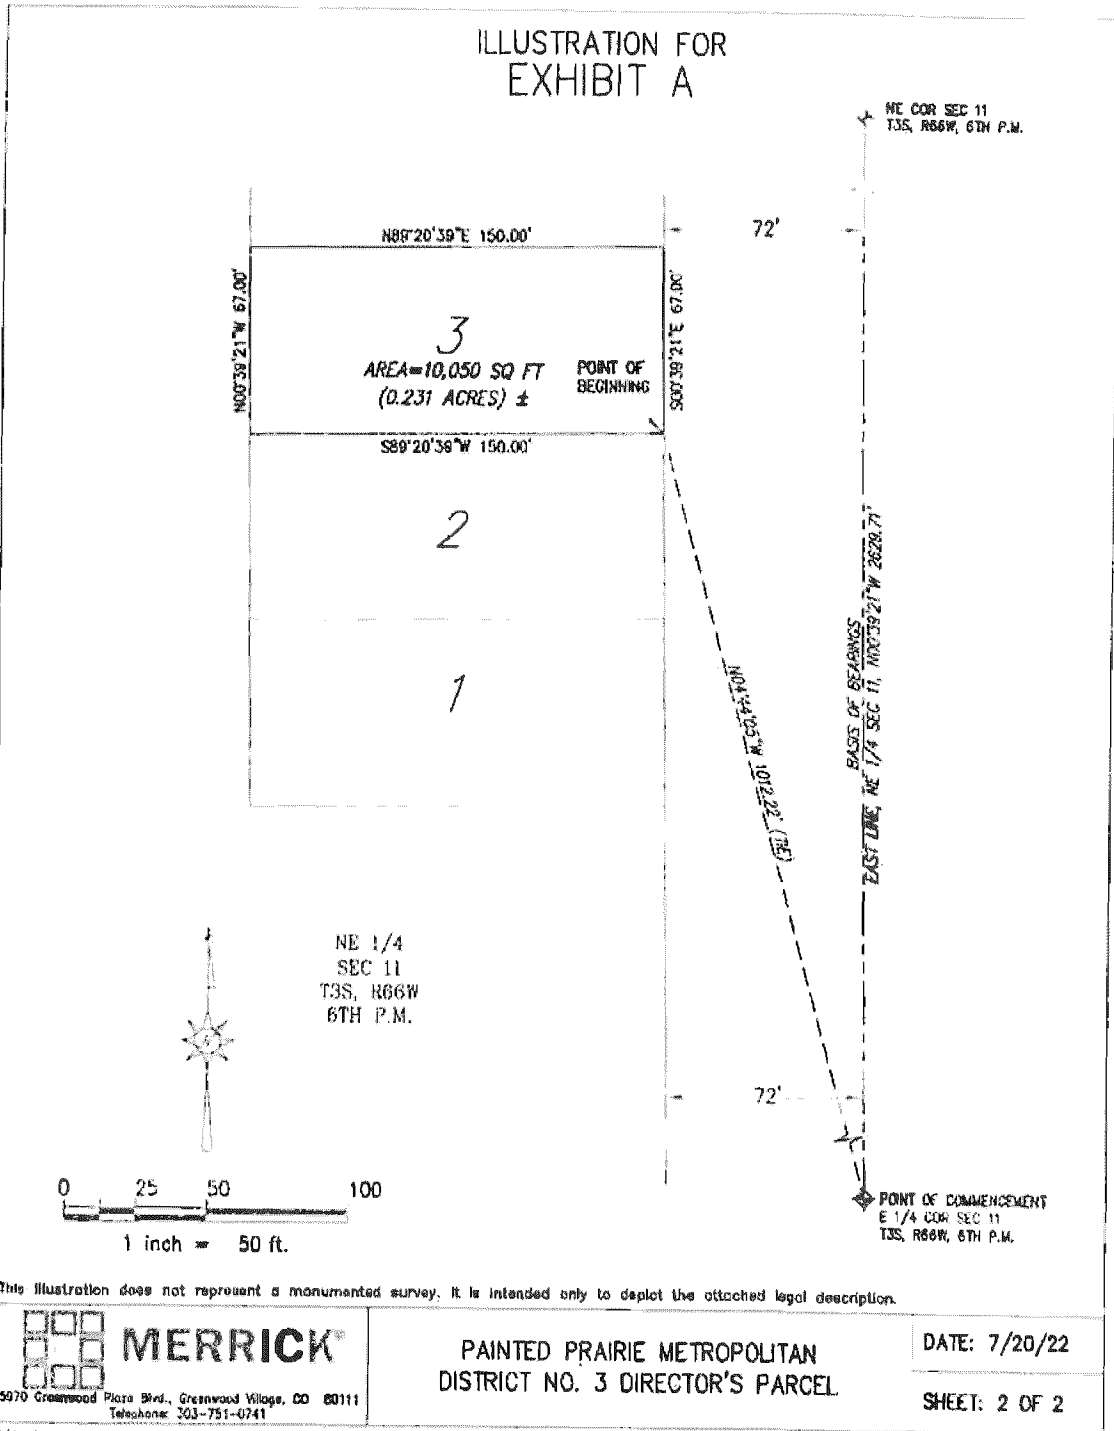 ILLUSTRATION FOR
EXHIBIT A
NE COR SEC 11
T3S, R66W, 6TH P.M.
72'
N89°20'39"E 150.00'
N00°39'21"W 67.00'
S00°39'21"E 67.00'
3
AREA=10,050 SQ FT
(0.231 ACRES) ±
POINT OF
BEGINNING
S89°20'39"W 150.00'
2
1
N04°44'05"W 1012.22' (TIE)
BASIS OF BEARINGS
EAST LINE, NE 1/4 SEC 11, N00°39'21"W 2629.71'
NE 1/4
SEC 11
T3S, R66W
6TH P.M.
72'
0 25 50 100
1 inch = 50 ft.
POINT OF COMMENCEMENT
E 1/4 COR SEC 11
T3S, R66W, 6TH P.M.
This illustration does not represent a monumented survey. It is intended only to depict the attached legal description.
MERRICK®
5970 Greenwood Plaza Blvd., Greenwood Village, CO 80111
Telephone: 303-751-0741
PAINTED PRAIRIE METROPOLITAN
DISTRICT NO. 3 DIRECTOR'S PARCEL
DATE: 7/20/22
SHEET: 2 OF 2